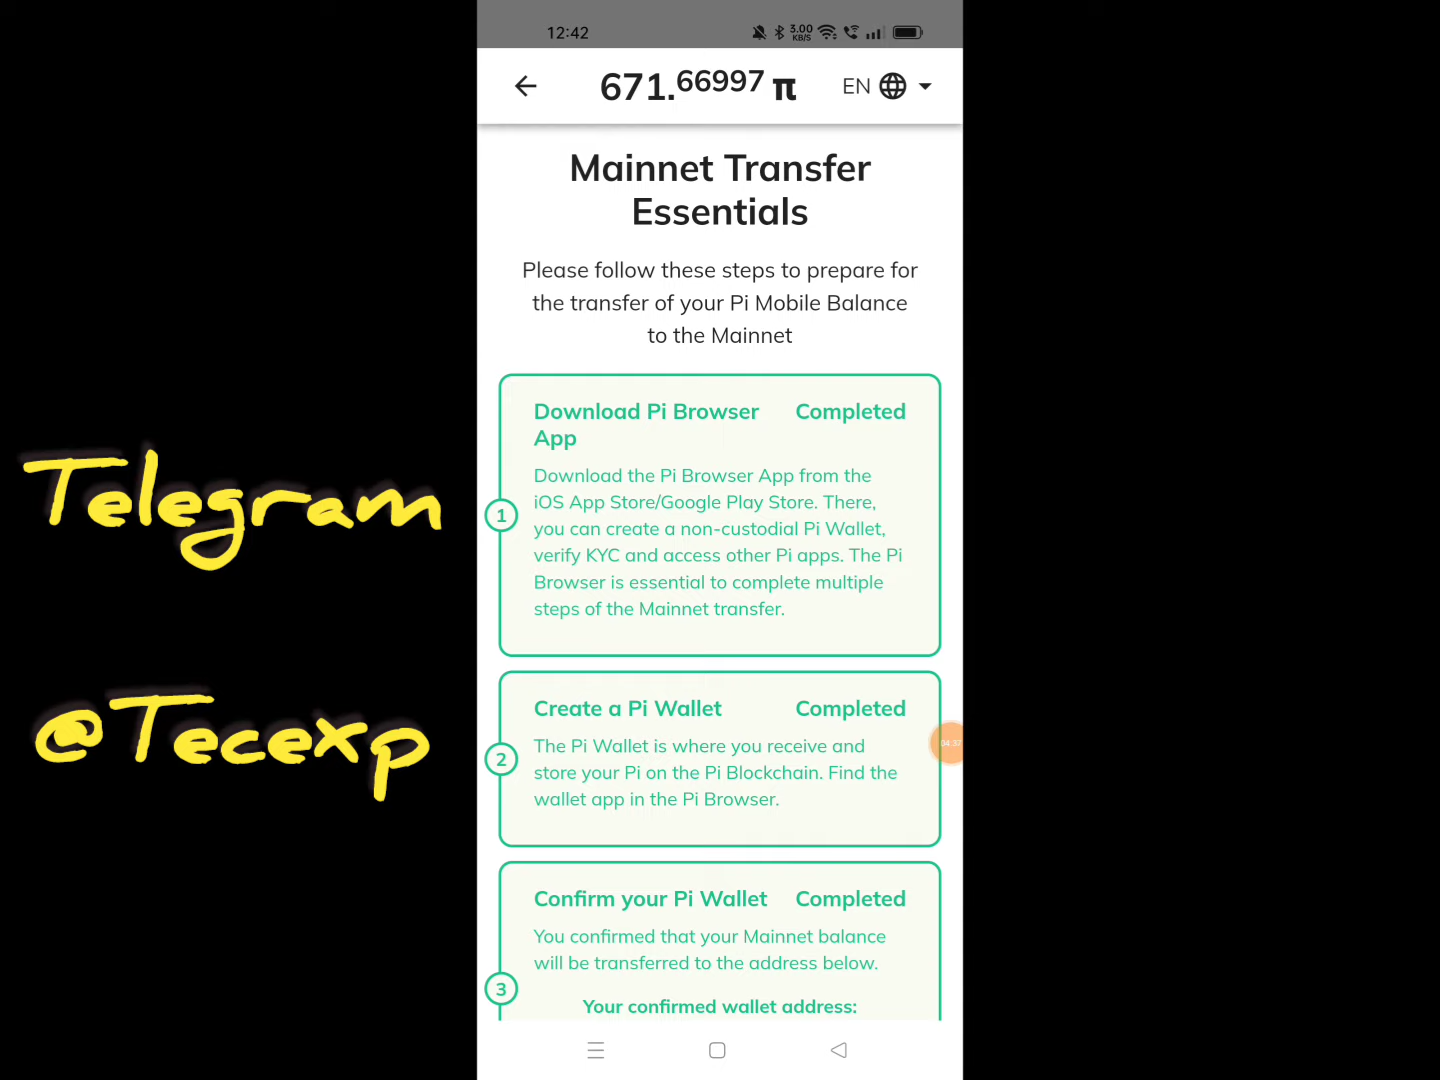 12:42
3.00
KB/S
671.66997 π
EN
Mainnet Transfer
Essentials
Please follow these steps to prepare for
the transfer of your Pi Mobile Balance
to the Mainnet
Download Pi Browser
App
Completed
Download the Pi Browser App from the
iOS App Store/Google Play Store. There,
you can create a non-custodial Pi Wallet,
verify KYC and access other Pi apps. The Pi
Browser is essential to complete multiple
steps of the Mainnet transfer.
1
Create a Pi Wallet
Completed
The Pi Wallet is where you receive and
store your Pi on the Pi Blockchain. Find the
wallet app in the Pi Browser.
2
04:37
Confirm your Pi Wallet
Completed
You confirmed that your Mainnet balance
will be transferred to the address below.
3
Your confirmed wallet address:
Telegram
@Tecexp